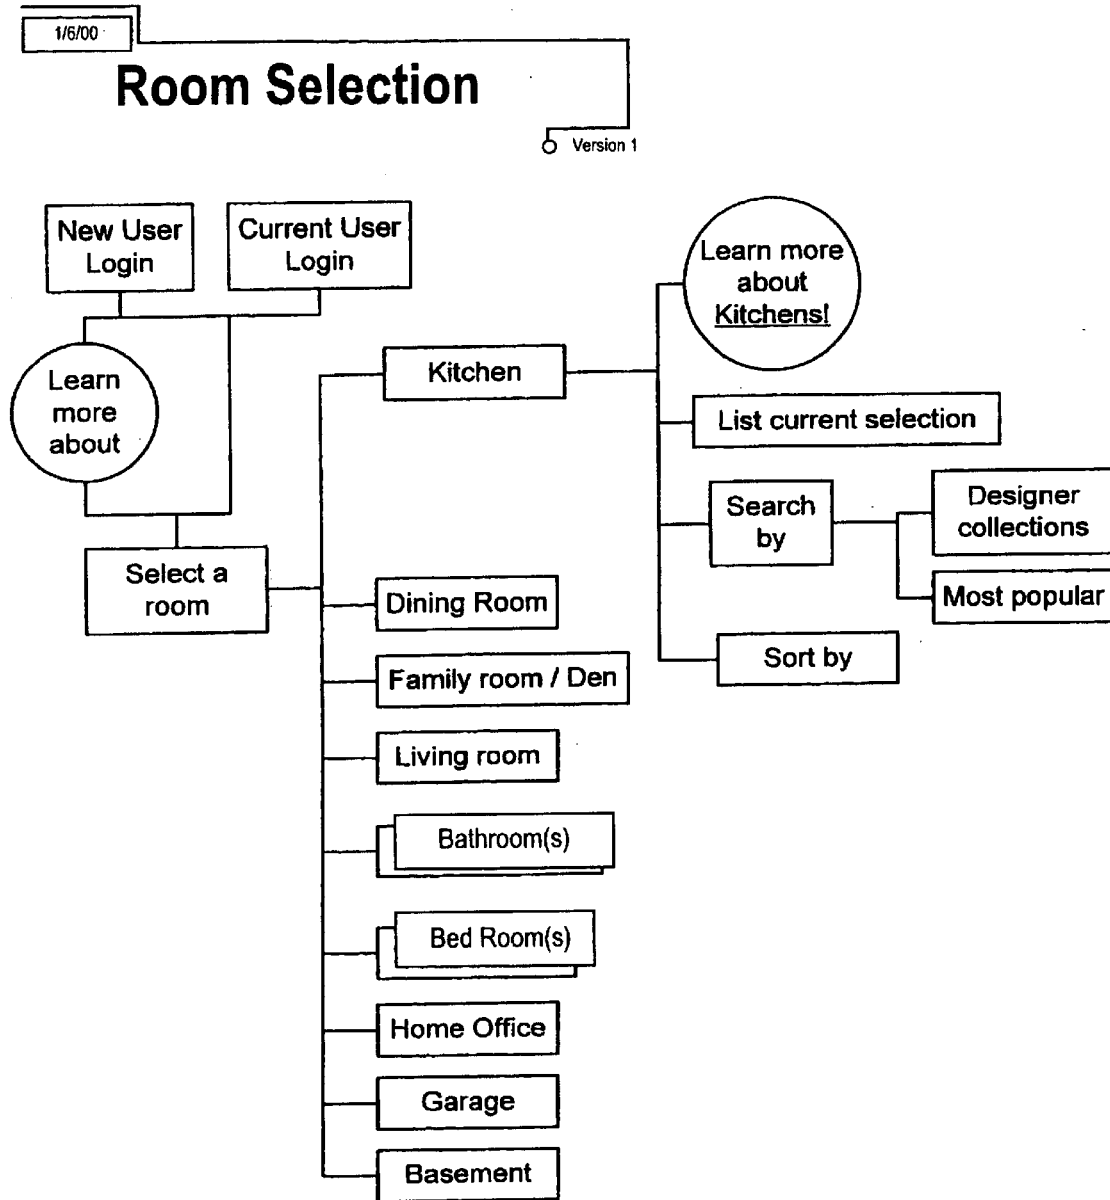 1/6/00
Room Selection
Version 1
New User
Login
Current User
Login
Learn
more
about
Select a
room
Kitchen
Dining Room
Family room / Den
Living room
Bathroom(s)
Bed Room(s)
Home Office
Garage
Basement
Learn more
about
Kitchens!
List current selection
Search
by
Designer
collections
Most popular
Sort by